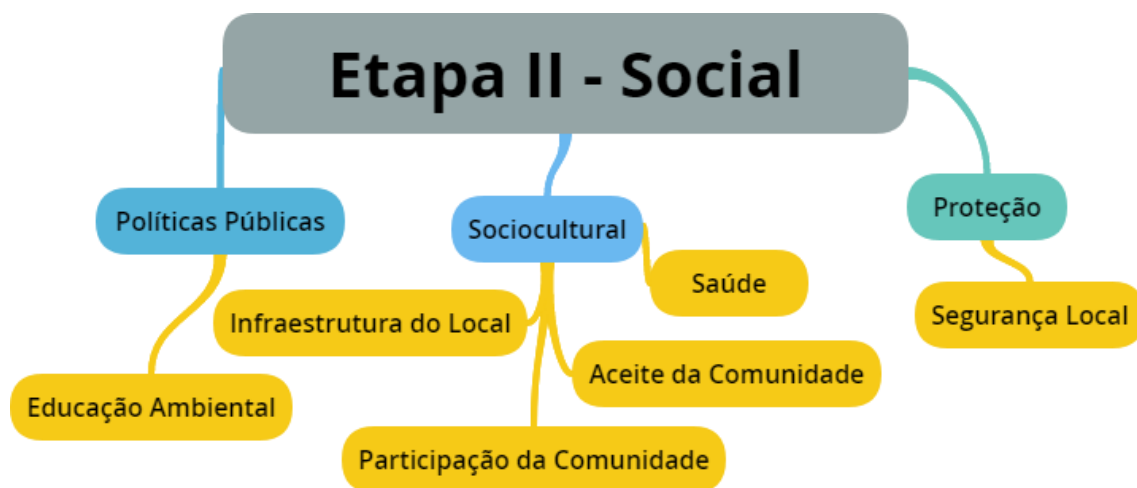 Etapa II - Social
Políticas Públicas
Sociocultural
Proteção
Saúde
Infraestrutura do Local
Segurança Local
Aceite da Comunidade
Educação Ambiental
Participação da Comunidade